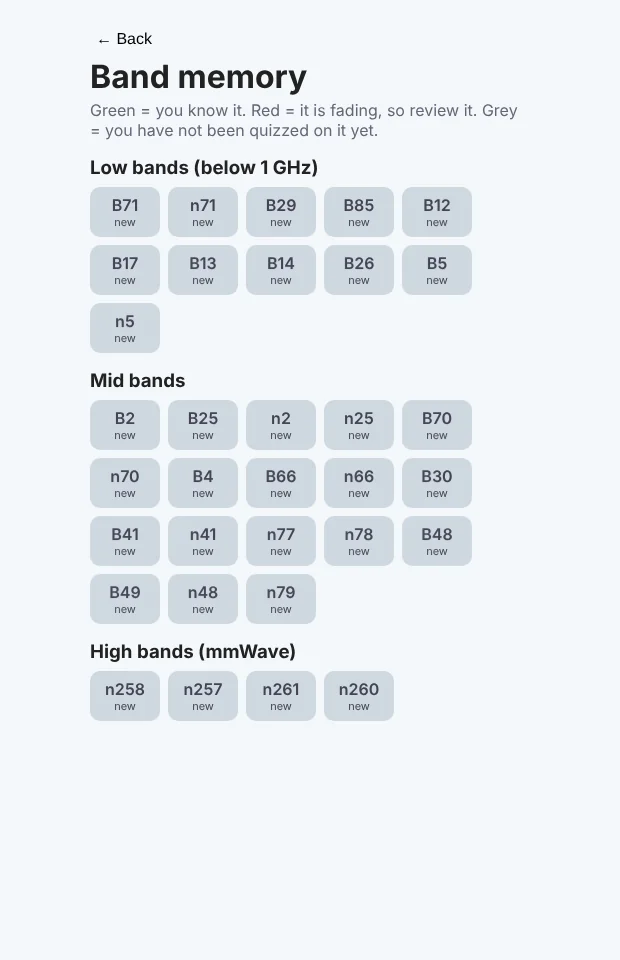 ← Back
Band memory
Green = you know it. Red = it is fading, so review it. Grey
= you have not been quizzed on it yet.
Low bands (below 1 GHz)
B71 n71 B29 B85 B12
new new new new new
B17 B13 B14 B26 B5
new new new new new
n5
new
Mid bands
B2 B25 n2 n25 B70
new new new new new
n70 B4 B66 n66 B30
new new new new new
B41 n41 n77 n78 B48
new new new new new
B49 n48 n79
new new new
High bands (mmWave)
n258 n257 n261 n260
new new new new